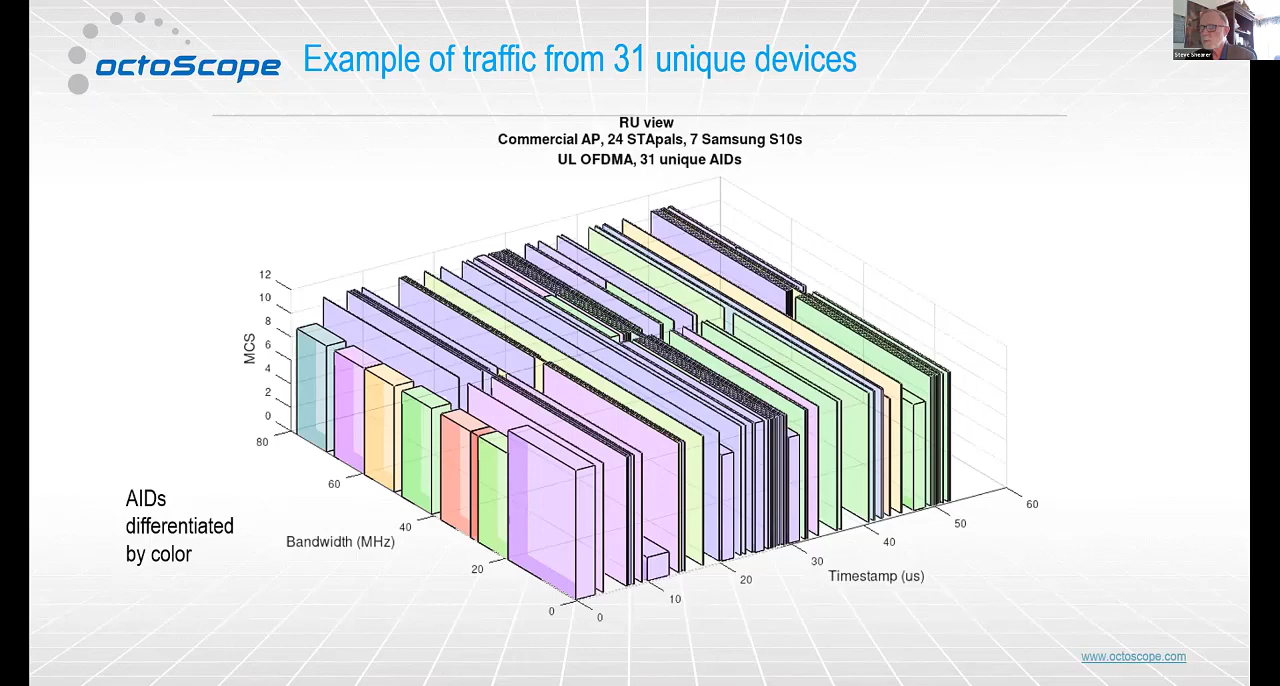 octoScope
Example of traffic from 31 unique devices
Steve Shearer
RU view
Commercial AP, 24 STApals, 7 Samsung S10s
UL OFDMA, 31 unique AIDs
12
10
8
6
4
2
0
MCS
80
60
40
20
0
Bandwidth (MHz)
0
10
20
30
40
50
60
Timestamp (us)
AIDs
differentiated
by color
www.octoscope.com